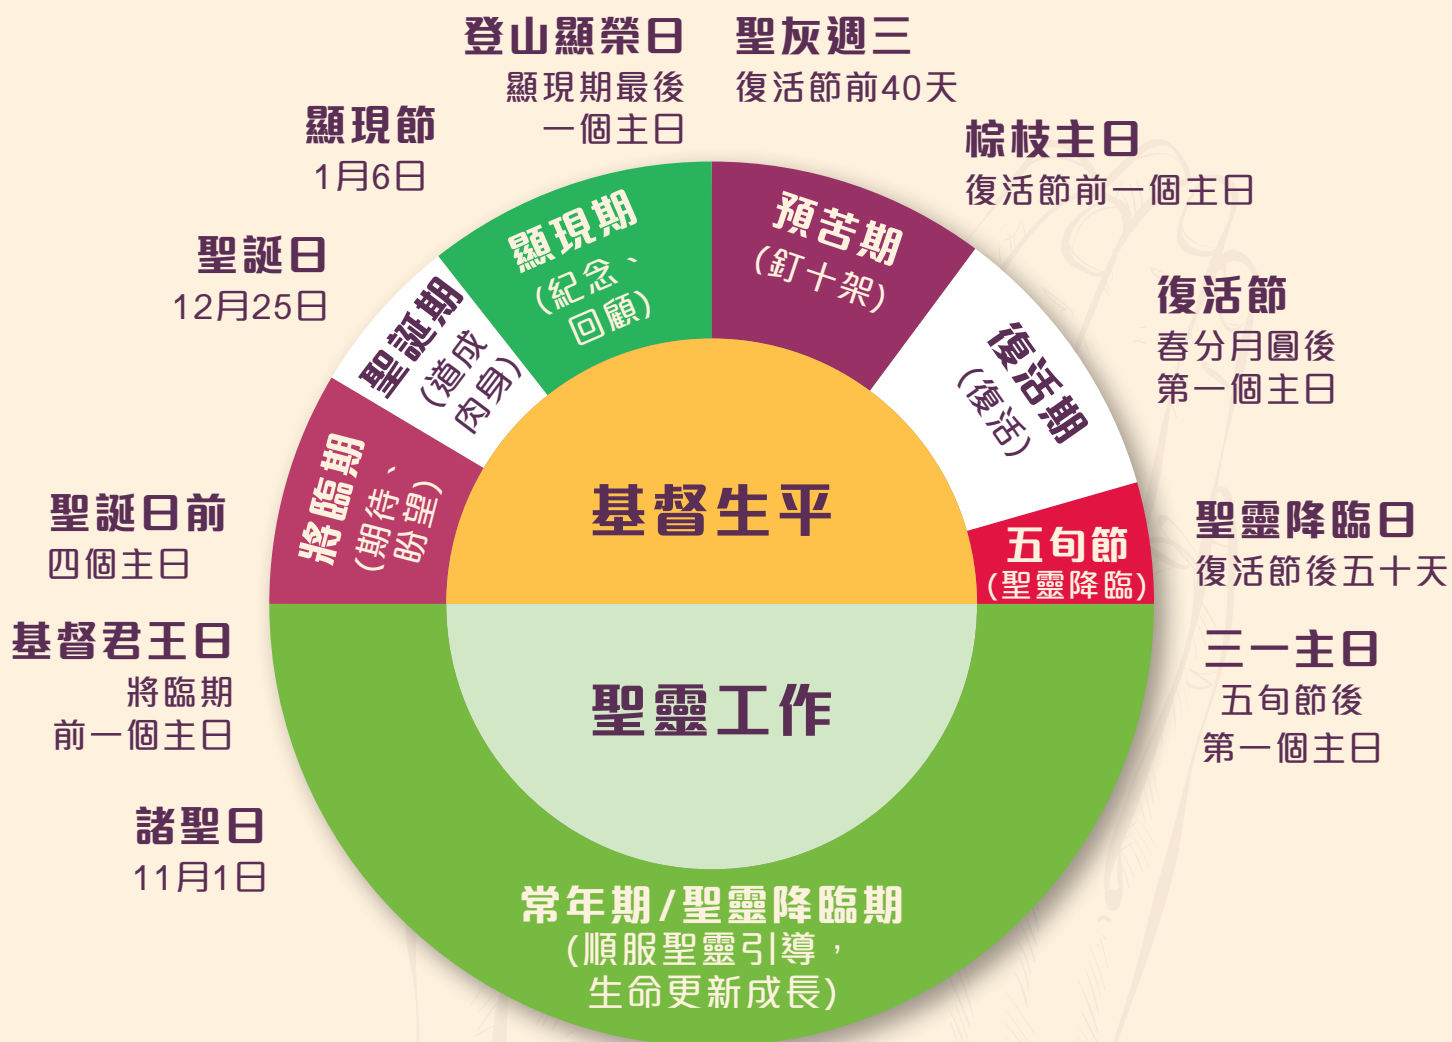 登山顯榮日
顯現期最後
一個主日
聖灰週三
復活節前40天
顯現節
1月6日
棕枝主日
復活節前一個主日
聖誕日
12月25日
復活節
春分月圓後
第一個主日
聖誕日前
四個主日
聖靈降臨日
復活節後五十天
基督君王日
將臨期
前一個主日
三一主日
五旬節後
第一個主日
諸聖日
11月1日
將臨期
(期待、
盼望)
聖誕期
(道成
肉身)
顯現期
(紀念、
回顧)
預苦期
(釘十架)
復活期
(復活)
五旬節
(聖靈降臨)
基督生平
聖靈工作
常年期/聖靈降臨期
(順服聖靈引導，
生命更新成長)